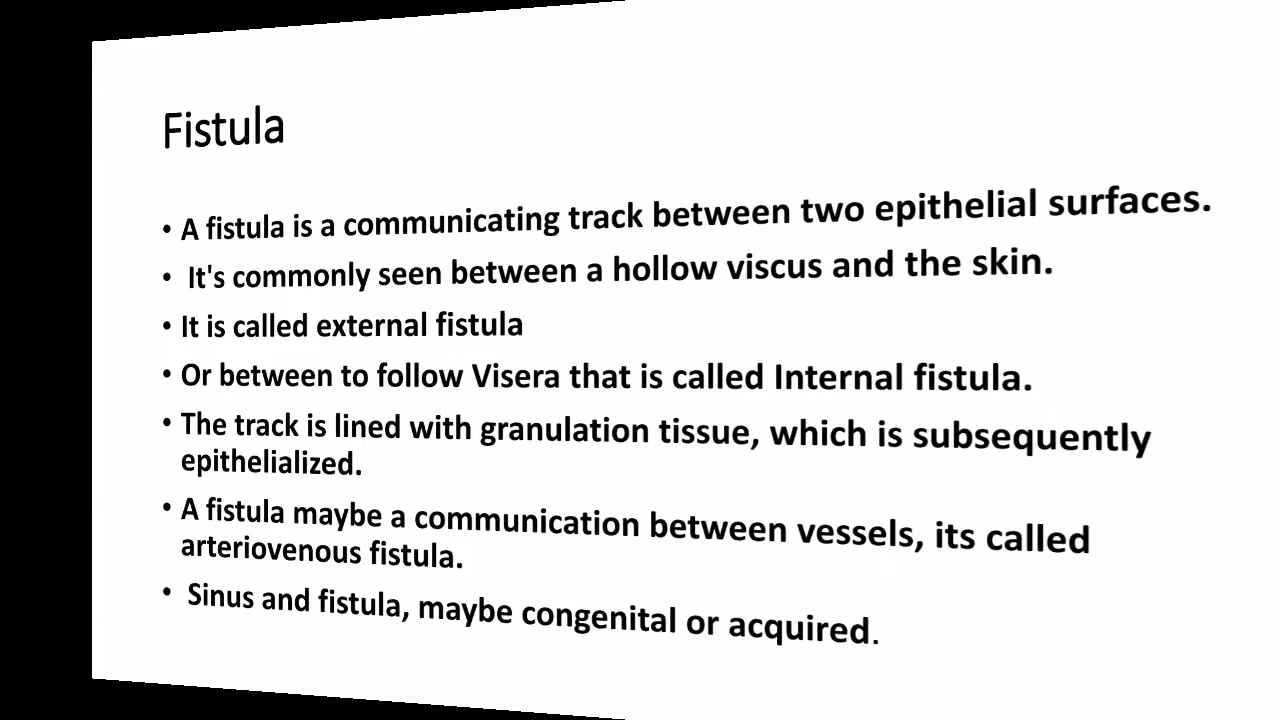 Fistula
• A fistula is a communicating track between two epithelial surfaces.
• It's commonly seen between a hollow viscus and the skin.
• It is called external fistula
• Or between to follow Visera that is called Internal fistula.
• The track is lined with granulation tissue, which is subsequently
epithelialized.
• A fistula maybe a communication between vessels, its called
arteriovenous fistula.
• Sinus and fistula, maybe congenital or acquired.